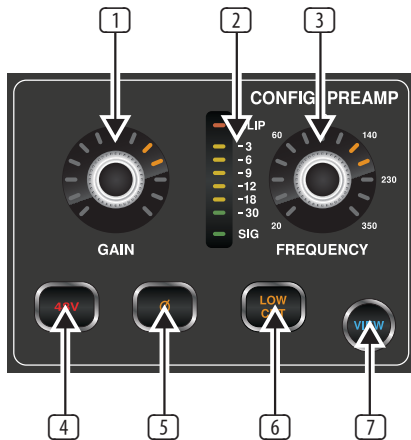 1 2 3
CONFIG/PREAMP
CLIP
-3
-6
-9
-12
-18
-30
SIG
60 140
230
20 350
GAIN FREQUENCY
48V Ø LOW
CUT
VIEW
4 5 6 7